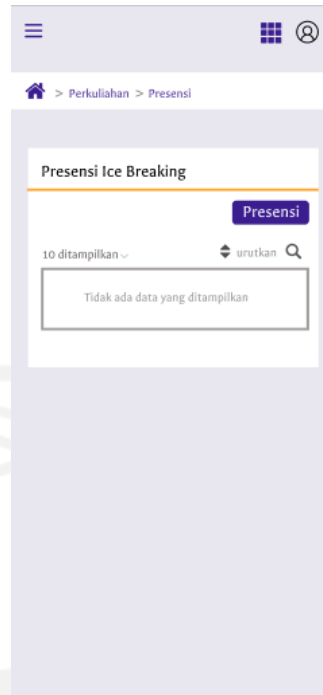 > Perkuliahan > Presensi
Presensi Ice Breaking
Presensi
10 ditampilkan urutkan
Tidak ada data yang ditampilkan